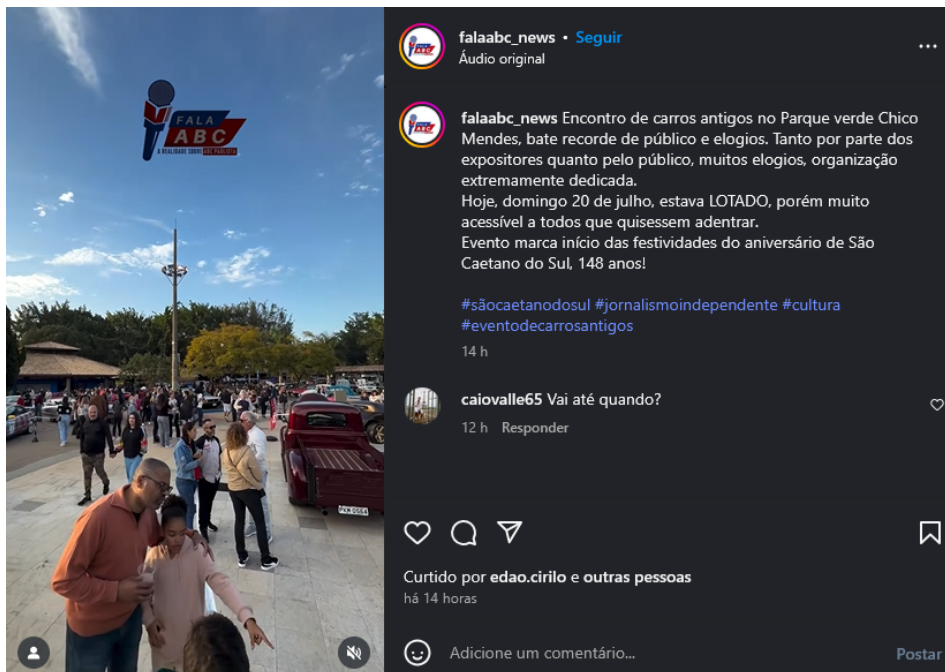 FALA
ABC
A REALIDADE SOBRE ABC PAULISTA
falaabc_news • Seguir
Áudio original
falaabc_news Encontro de carros antigos no Parque verde Chico
Mendes, bate recorde de público e elogios. Tanto por parte dos
expositores quanto pelo público, muitos elogios, organização
extremamente dedicada.
Hoje, domingo 20 de julho, estava LOTADO, porém muito
acessível a todos que quisessem adentrar.
Evento marca início das festividades do aniversário de São
Caetano do Sul, 148 anos!
#sãocaetanodosul #jornalismoindependente #cultura
#eventodecarrosantigos
14 h
caiovalle65 Vai até quando?
12 h Responder
Curtido por edao.cirilo e outras pessoas
há 14 horas
Adicione um comentário...
Postar